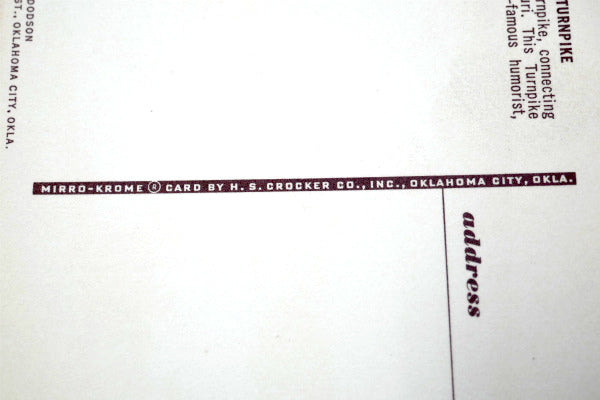 DODSON
ST., OKLAHOMA CITY, OKLA.
TURNPIKE
rnpike, connecting
uri. This Turnpike
-famous humorist,
MIRRO-KROME ® CARD BY H. S. CROCKER CO., INC., OKLAHOMA CITY, OKLA.
address